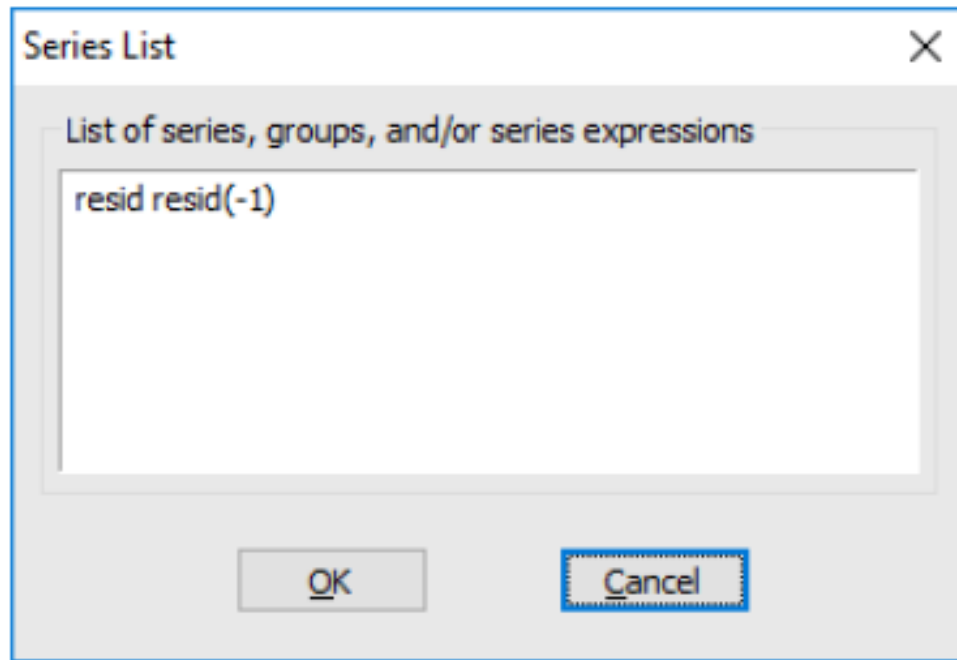 Series List
List of series, groups, and/or series expressions
resid resid(-1)
OK
Cancel